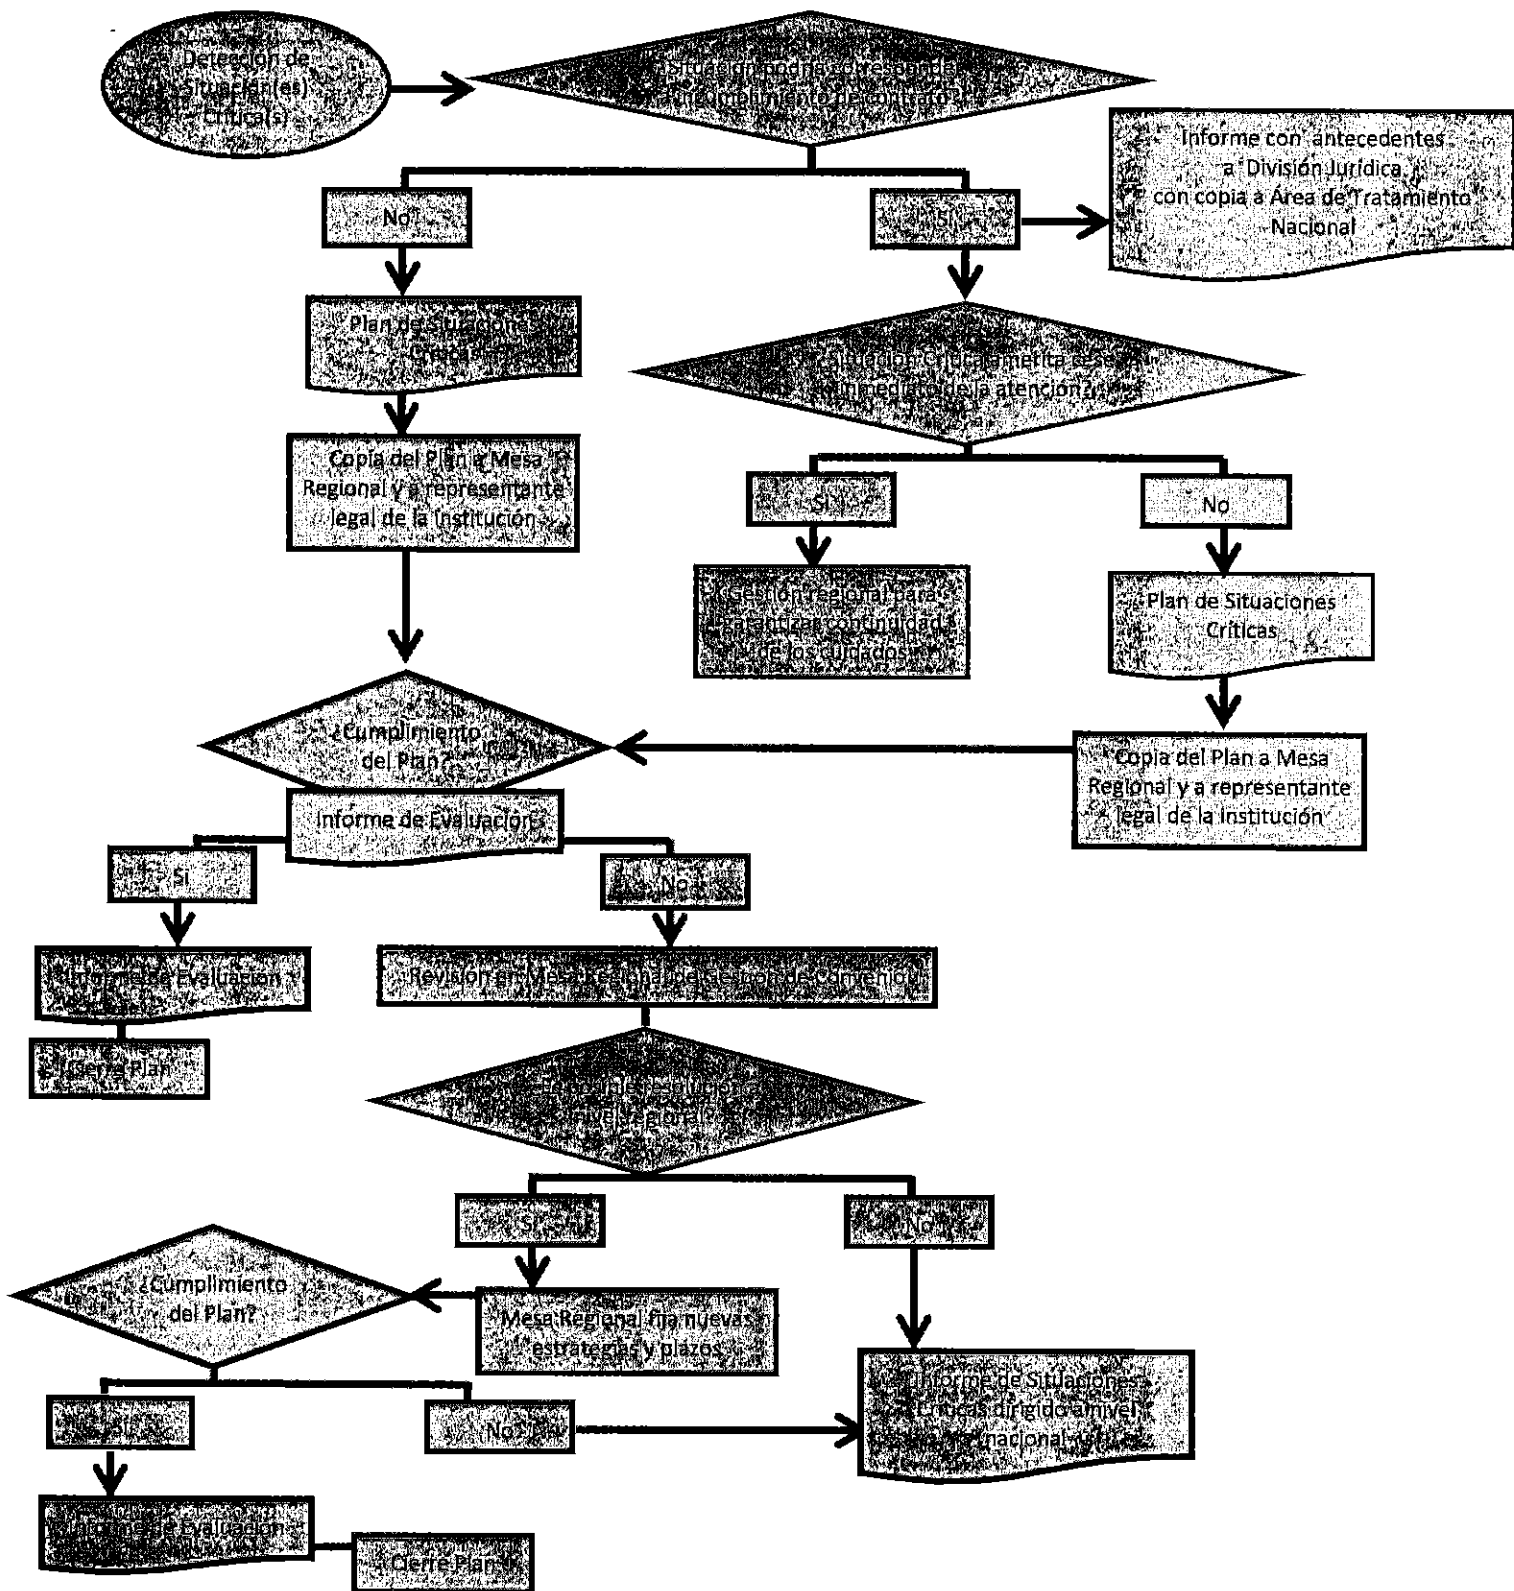 Detección de
Situación(es)
Crítica(s)
¿Situación podría corresponder
a incumplimiento de contrato?
Informe con antecedentes
a División Jurídica,
con copia a Área de Tratamiento
Nacional
No
Si
Plan de Situaciones
Críticas
¿Situación Crítica amerita cese
inmediato de la atención?
Copia del Plan a Mesa
Regional y a representante
legal de la Institución
Si
No
Gestión regional para
garantizar continuidad
de los cuidados
Plan de Situaciones
Críticas
¿Cumplimiento
del Plan?
Copia del Plan a Mesa
Regional y a representante
legal de la Institución
Informe de Evaluación
Si
No
Informe de Evaluación
Revisión en Mesa Regional de Gestión de Convenio
Cierre Plan
resolución a
nivel regional
Si
No
¿Cumplimiento
del Plan?
Mesa Regional fija nuevas
estrategias y plazos
Informe de Situaciones
Críticas dirigido a nivel
nacional
Si
No
Informe de Evaluación
Cierre Plan